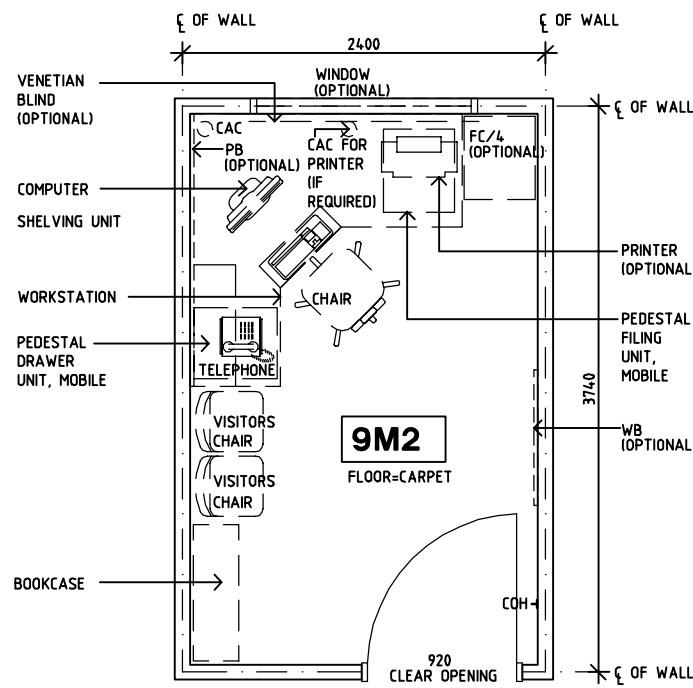 ℄ OF WALL
℄ OF WALL
2400
VENETIAN
BLIND
(OPTIONAL)
WINDOW
(OPTIONAL)
℄ OF WALL
CAC
PB
(OPTIONAL)
CAC FOR
PRINTER
(IF
REQUIRED)
FC/4
(OPTIONAL)
COMPUTER
SHELVING UNIT
PRINTER
(OPTIONAL
WORKSTATION
CHAIR
PEDESTAL
FILING
UNIT,
MOBILE
PEDESTAL
DRAWER
UNIT, MOBILE
TELEPHONE
3740
VISITORS
CHAIR
9M2
WB
(OPTIONAL
FLOOR=CARPET
VISITORS
CHAIR
BOOKCASE
COH
920
CLEAR OPENING
℄ OF WALL